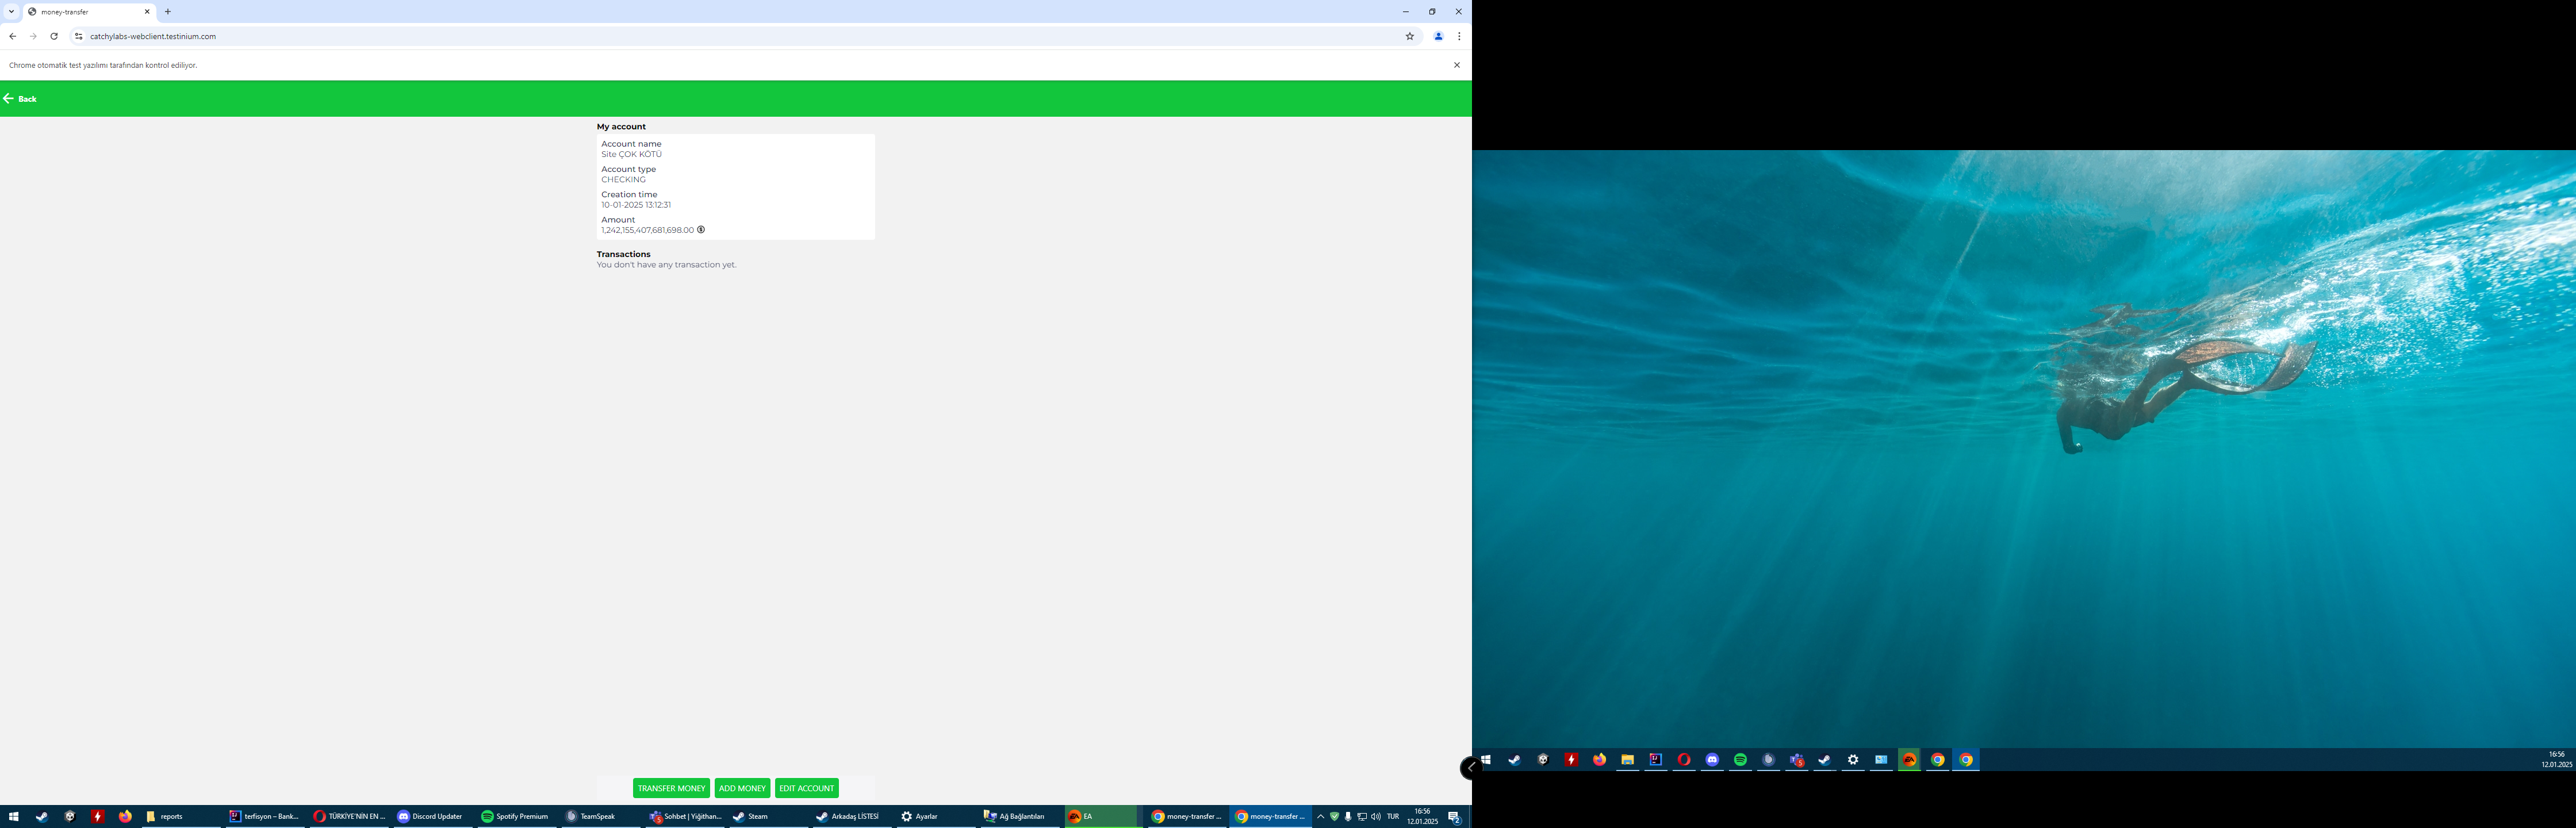 money-transfer
catchylabs-webclient.testinium.com
Chrome otomatik test yazılımı tarafından kontrol ediliyor.
Back
My account
Account name
Site ÇOK KÖTÜ
Account type
CHECKING
Creation time
10-01-2025 13:12:31
Amount
1,242,155,407,681,698.00
Transactions
You don't have any transaction yet.
TRANSFER MONEY ADD MONEY EDIT ACCOUNT
16:56
12.01.2025
reports
terfisyon – Bank...
TÜRKİYE'NİN EN ...
Discord Updater
Spotify Premium
TeamSpeak
Sohbet | Yiğithan...
Steam
Arkadaş LİSTESİ
Ayarlar
Ağ Bağlantıları
EA
money-transfer ...
money-transfer ...
TUR
16:56
12.01.2025
2